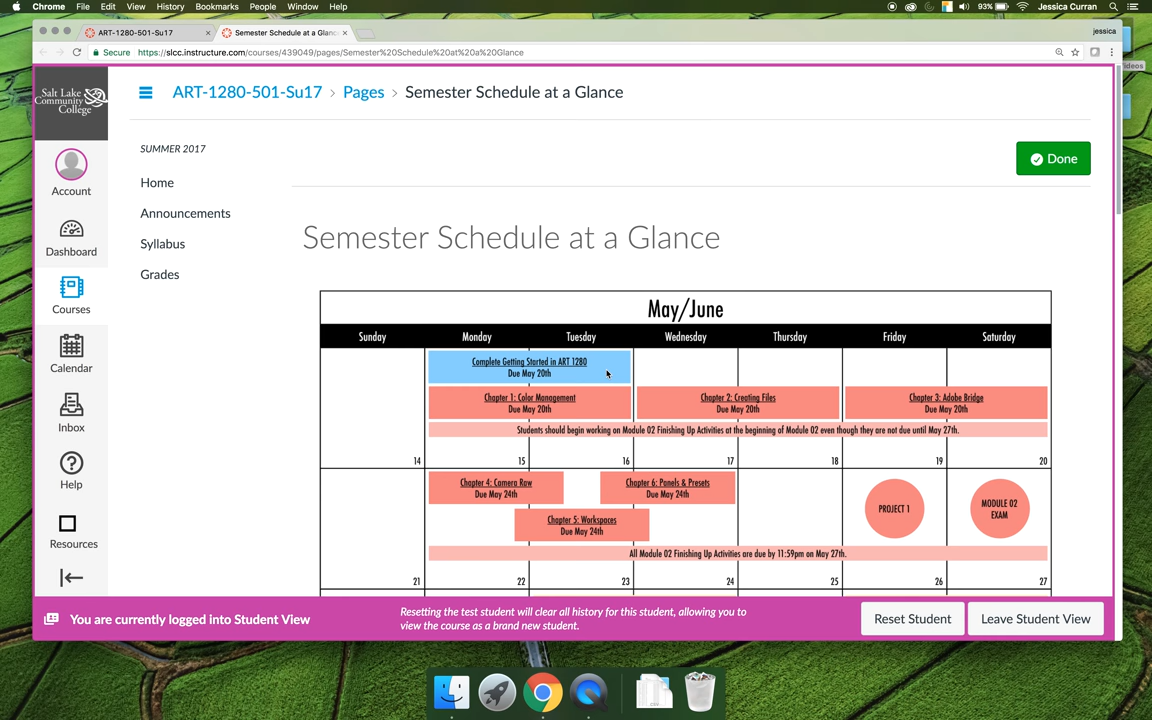 Chrome File Edit View History Bookmarks People Window Help
93% Jessica Curran
ART-1280-501-Su17
Semester Schedule at a Glanc
jessica
Secure https://slcc.instructure.com/courses/439049/pages/Semester%20Schedule%20at%20a%20Glance
Videos
Salt Lake
Community
College
ART-1280-501-Su17 > Pages > Semester Schedule at a Glance
SUMMER 2017
Done
Account
Dashboard
Courses
Calendar
Inbox
Help
Resources
Home
Announcements
Syllabus
Grades
Semester Schedule at a Glance
May/June
Sunday Monday Tuesday Wednesday Thursday Friday Saturday
Complete Getting Started in ART 1280
Due May 20th
Chapter 1: Color Management
Due May 20th
Chapter 2: Creating Files
Due May 20th
Chapter 3: Adobe Bridge
Due May 20th
Students should begin working on Module 02 Finishing Up Activities at the beginning of Module 02 even though they are not due until May 27th.
14 15 16 17 18 19 20
Chapter 4: Camera Raw
Due May 24th
Chapter 6: Panels & Presets
Due May 24th
Chapter 5: Workspaces
Due May 24th
PROJECT 1
MODULE 02
EXAM
All Module 02 Finishing Up Activities are due by 11:59pm on May 27th.
21 22 23 24 25 26 27
You are currently logged into Student View
Resetting the test student will clear all history for this student, allowing you to
view the course as a brand new student.
Reset Student
Leave Student View